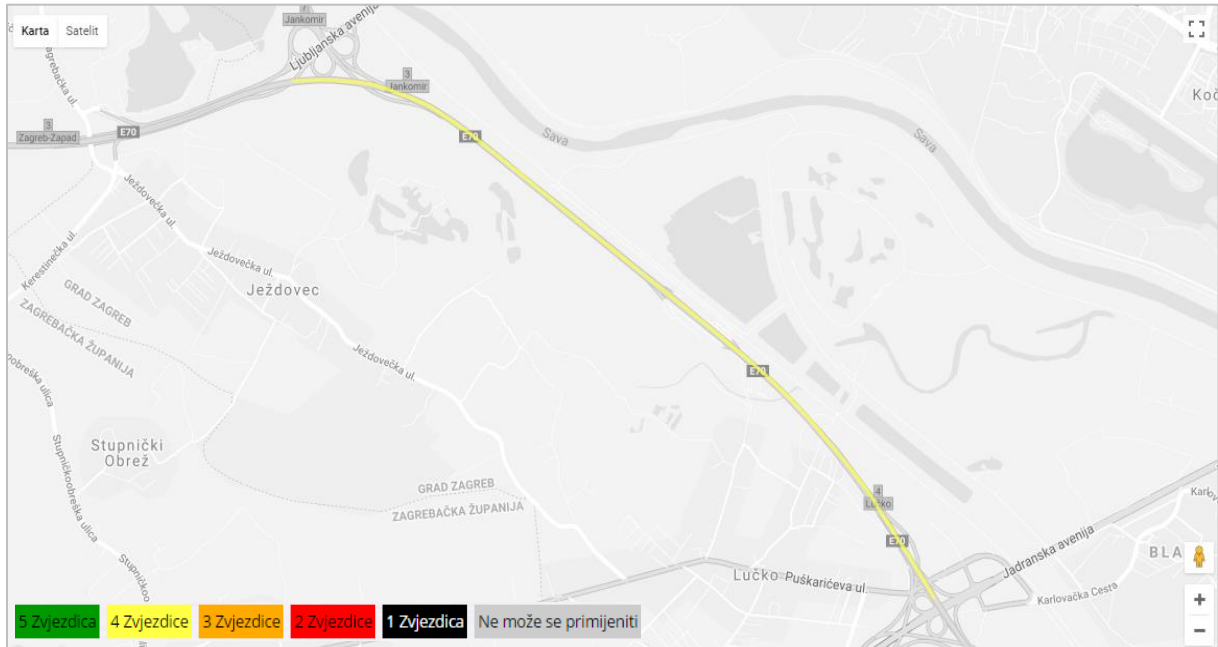 Karta Satelit
Jankomir
Ljubljanska avenija
3
Jankomir
3
Zagreb-Zapad
E70
E70
Sava
Sava
Ježdovečka ul.
Kerestinečka ul.
Ježdovečka ul.
Ježdovec
GRAD ZAGREB
ZAGREBAČKA ŽUPANIJA
Ježdovečka ul.
E70
Stupnički
Obrež
Stupničkoobreška ulica
GRAD ZAGREB
ZAGREBAČKA ŽUPANIJA
4
Lučko
E70
Jadranska avenija
Lučko
Puškarićeva ul.
Karlovačka Cesta
BLA
5 Zvjezdica
4 Zvjezdice
3 Zvjezdice
2 Zvjezdice
1 Zvjezdica
Ne može se primijeniti
+
−